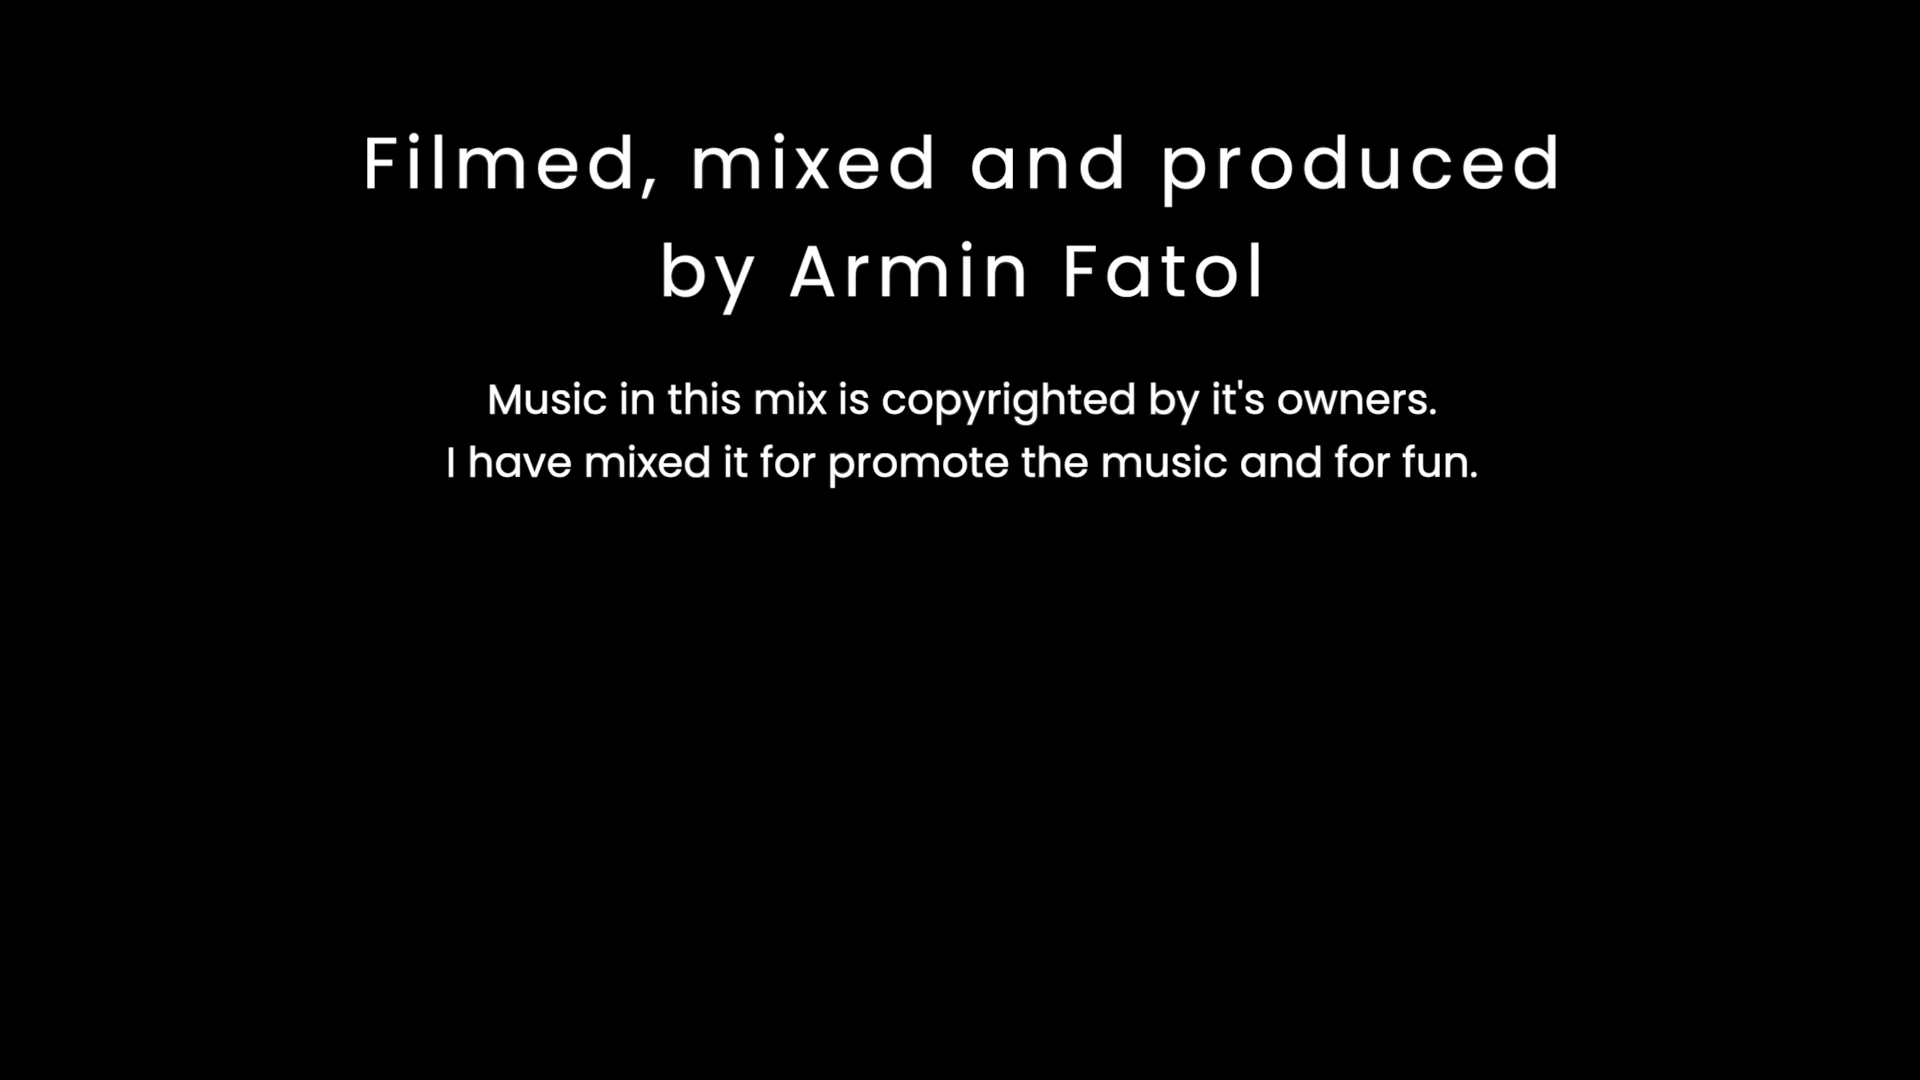 Filmed, mixed and produced
by Armin Fatol
Music in this mix is copyrighted by it's owners.
I have mixed it for promote the music and for fun.